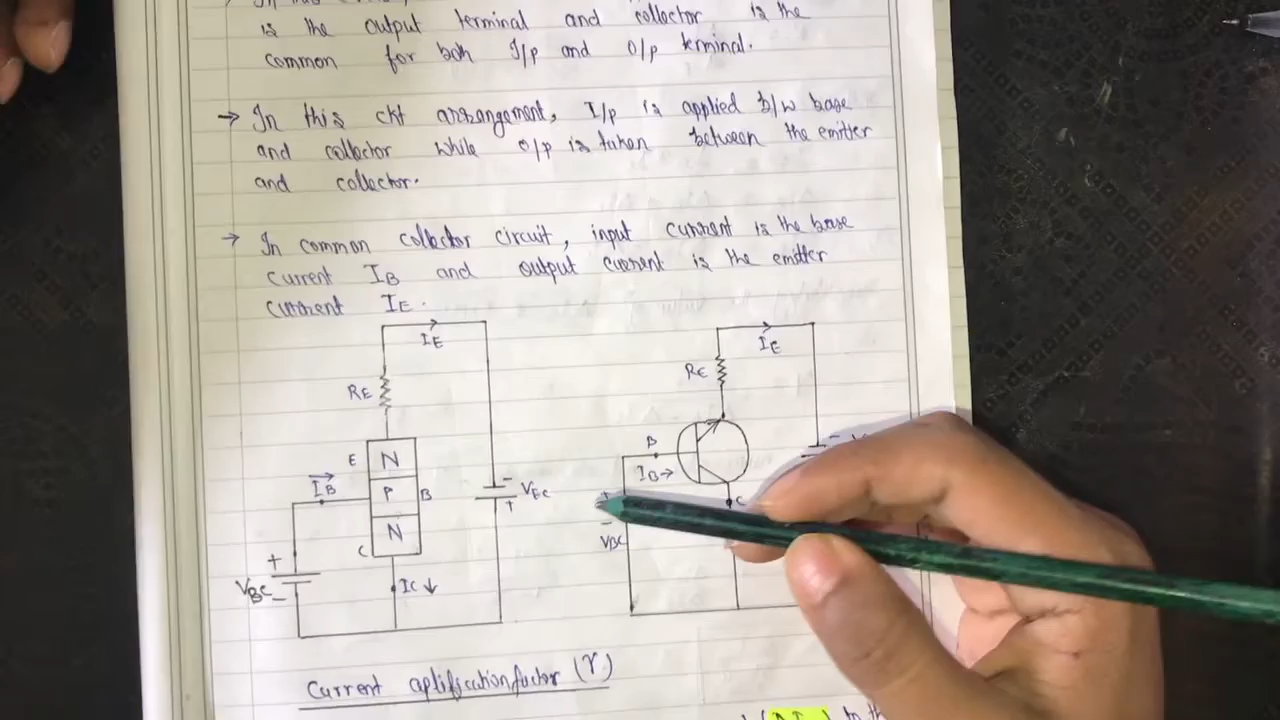 is the output terminal and collector is the
common for both I/p and O/p terminal.
→ In this ckt arrangement, I/p is applied b/w base
and collector while o/p is taken between the emitter
and collector.
→ In common collector circuit, input current is the base
current IB and output current is the emitter
current IE.
IE
RE
E N
P B
N
C
IB
+
VBC
-
IC ↓
-
+ VEC
IE
RE
B
IB→
C
+
-
VBC
-
Current aplification factor (γ)